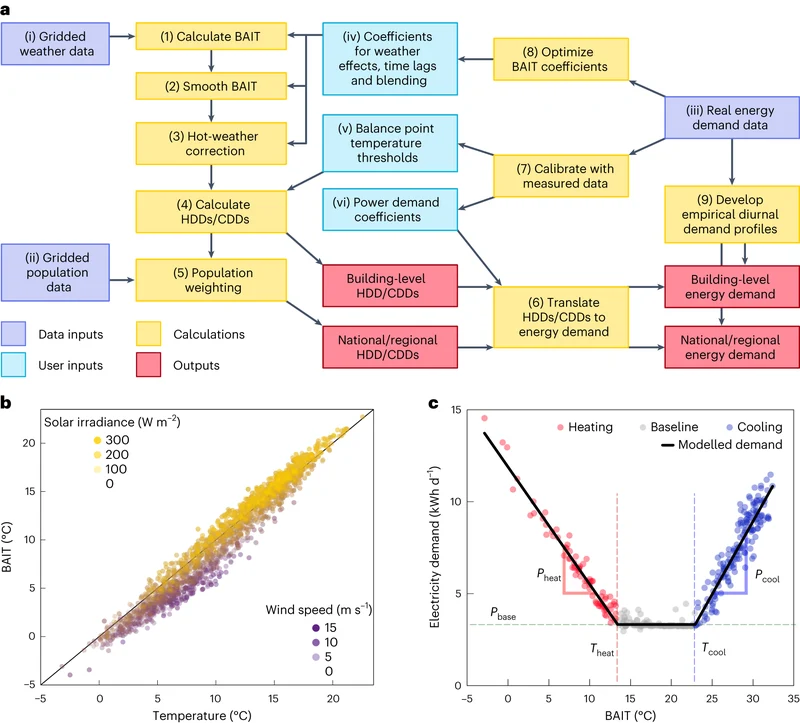 a
(i) Gridded
weather data
(1) Calculate BAIT
(iv) Coefficients
for weather
effects, time lags
and blending
(8) Optimize
BAIT coefficients
(2) Smooth BAIT
(iii) Real energy
demand data
(3) Hot-weather
correction
(v) Balance point
temperature
thresholds
(7) Calibrate with
measured data
(4) Calculate
HDDs/CDDs
(vi) Power demand
coefficients
(9) Develop
empirical diurnal
demand profiles
(ii) Gridded
population
data
(5) Population
weighting
Building-level
HDD/CDDs
(6) Translate
HDDs/CDDs to
energy demand
Building-level
energy demand
National/regional
HDD/CDDs
National/regional
energy demand
Data inputs
Calculations
User inputs
Outputs
b
Solar irradiance (W m−2)
300
200
100
0
Wind speed (m s−1)
15
10
5
0
BAIT (°C)
20
15
10
5
0
−5
−5 0 5 10 15 20
Temperature (°C)
c
Heating Baseline Cooling
Modelled demand
Electricity demand (kWh d−1)
15
10
5
0
Pheat
Pcool
Pbase
Theat
Tcool
−5 0 5 10 15 20 25 30 35
BAIT (°C)